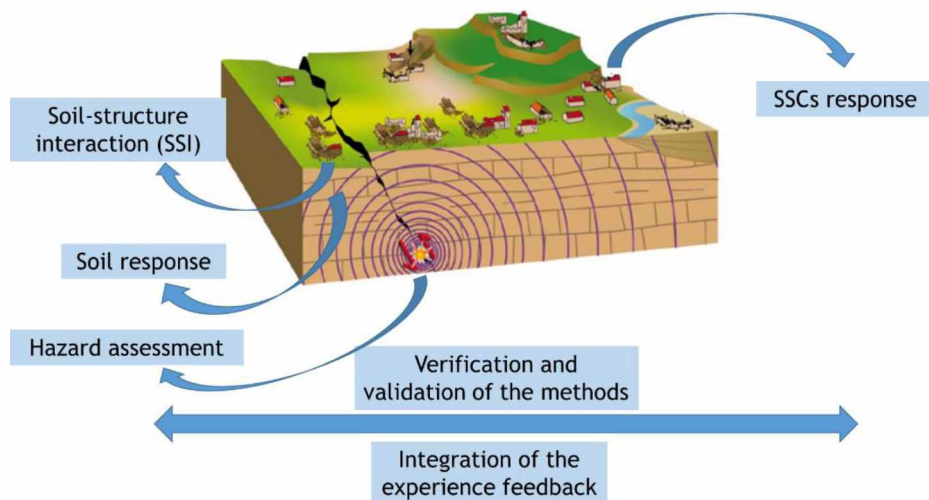 SSCs response
Soil-structure
interaction (SSI)
Soil response
Hazard assessment
Verification and
validation of the methods
Integration of the
experience feedback